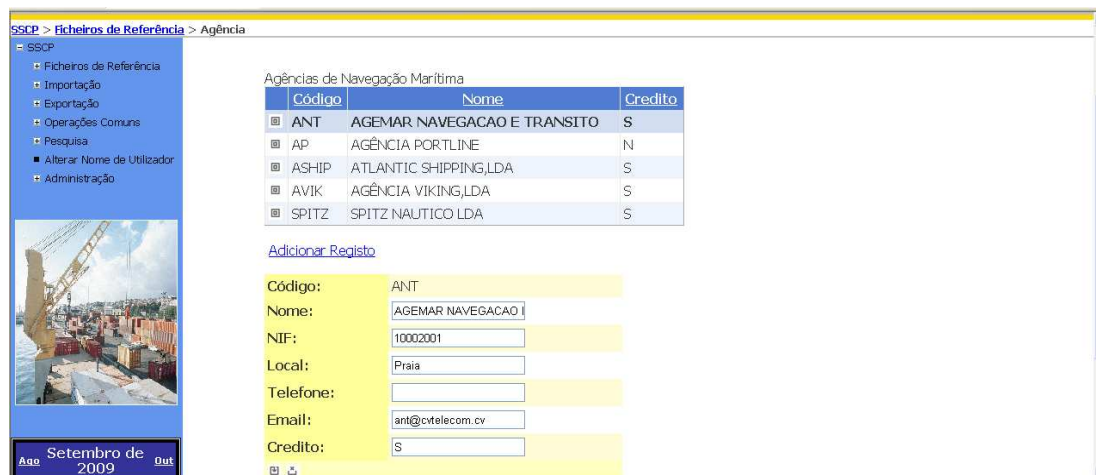 SSCP > Ficheiros de Referência > Agência
SSCP
Ficheiros de Referência
Importação
Exportação
Operações Comuns
Pesquisa
Alterar Nome de Utilizador
Administração
Ago Setembro de 2009 Out
Agências de Navegação Marítima
Código Nome Credito
ANT AGEMAR NAVEGACAO E TRANSITO S
AP AGÊNCIA PORTLINE N
ASHIP ATLANTIC SHIPPING,LDA S
AVIK AGÊNCIA VIKING,LDA S
SPITZ SPITZ NAUTICO LDA S
Adicionar Registo
Código: ANT
Nome: AGEMAR NAVEGACAO
NIF: 10002001
Local: Praia
Telefone:
Email: ant@cvtelecom.cv
Credito: S